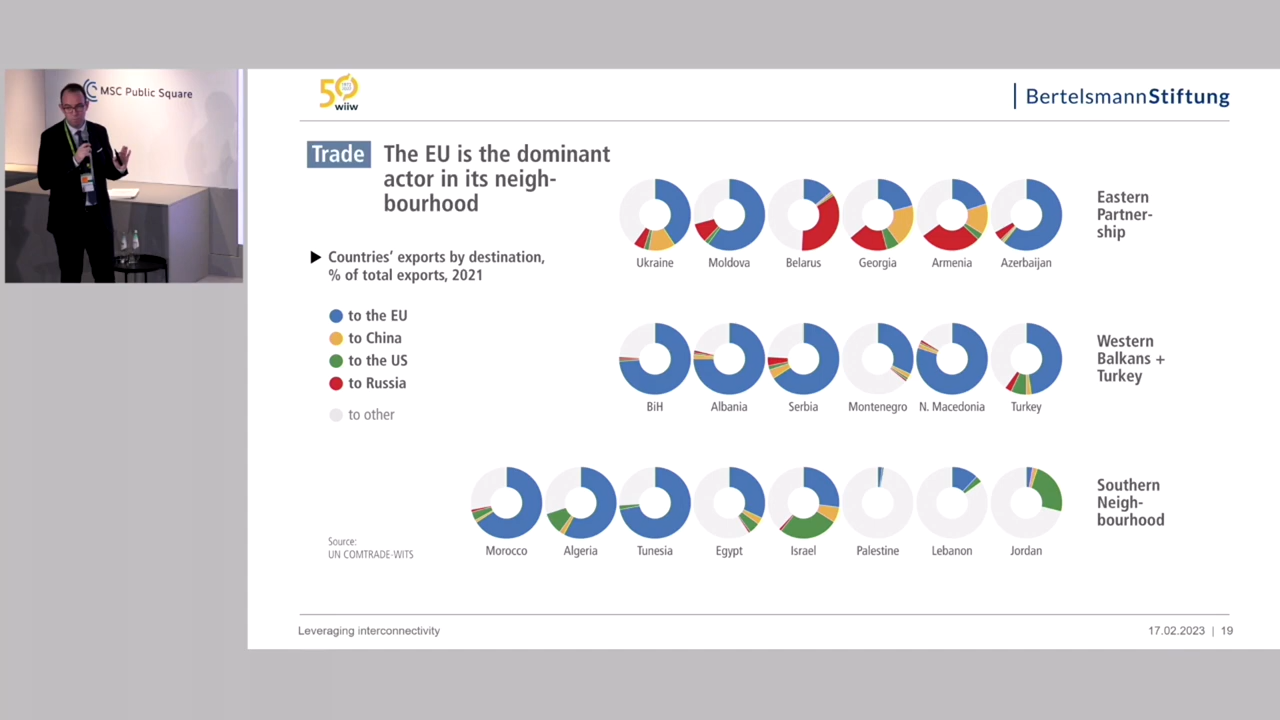 MSC Public Square
50
wiiw
BertelsmannStiftung
Trade
The EU is the dominant
actor in its neigh-
bourhood
Countries' exports by destination,
% of total exports, 2021
to the EU
to China
to the US
to Russia
to other
Ukraine
Moldova
Belarus
Georgia
Armenia
Azerbaijan
Eastern
Partner-
ship
BiH
Albania
Serbia
Montenegro
N. Macedonia
Turkey
Western
Balkans +
Turkey
Morocco
Algeria
Tunesia
Egypt
Israel
Palestine
Lebanon
Jordan
Southern
Neigh-
bourhood
Source:
UN COMTRADE-WITS
Leveraging interconnectivity
17.02.2023 | 19